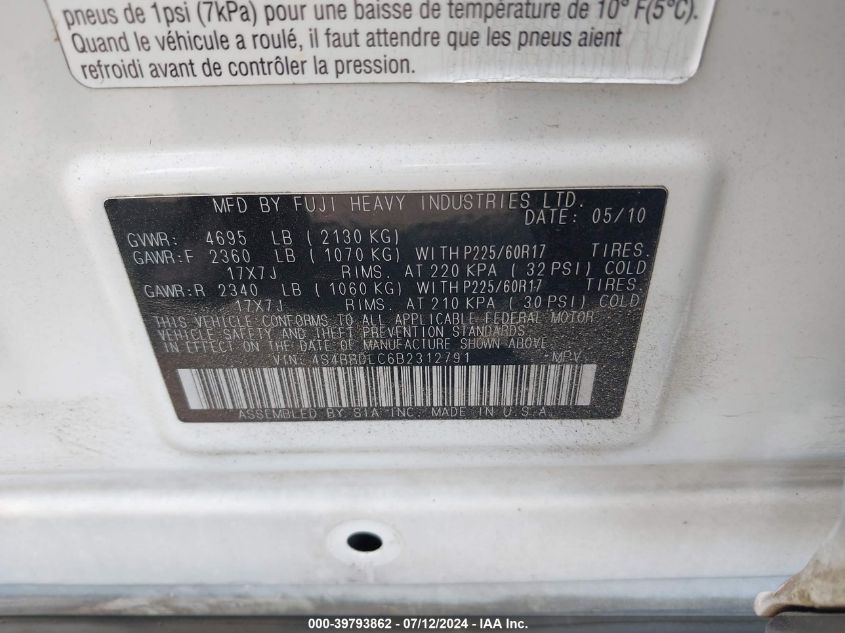 pneus de 1psi (7kPa) pour une baisse de température de 10° F(5°C).
Quand le véhicule a roulé, il faut attendre que les pneus aient
refroidi avant de contrôler la pression.
MFD BY FUJI HEAVY INDUSTRIES LTD.
DATE: 05/10
GVWR: 4695 LB ( 2130 KG)
GAWR:F 2360 LB ( 1070 KG) WITH P225/60R17 TIRES.
17X7J RIMS. AT 220 KPA ( 32 PSI) COLD
GAWR:R 2340 LB ( 1060 KG) WITH P225/60R17 TIRES.
17X7J RIMS. AT 210 KPA ( 30 PSI) COLD
THIS VEHICLE CONFORMS TO ALL APPLICABLE FEDERAL MOTOR
VEHICLE SAFETY AND THEFT PREVENTION STANDARDS
IN EFFECT ON THE DATE OF MANUFACTURE SHOWN ABOVE.
VIN: 4S4BRDLC6B2312791 MPV
ASSEMBLED BY SIA INC. MADE IN U.S.A.
000-39793862 - 07/12/2024 - IAA Inc.